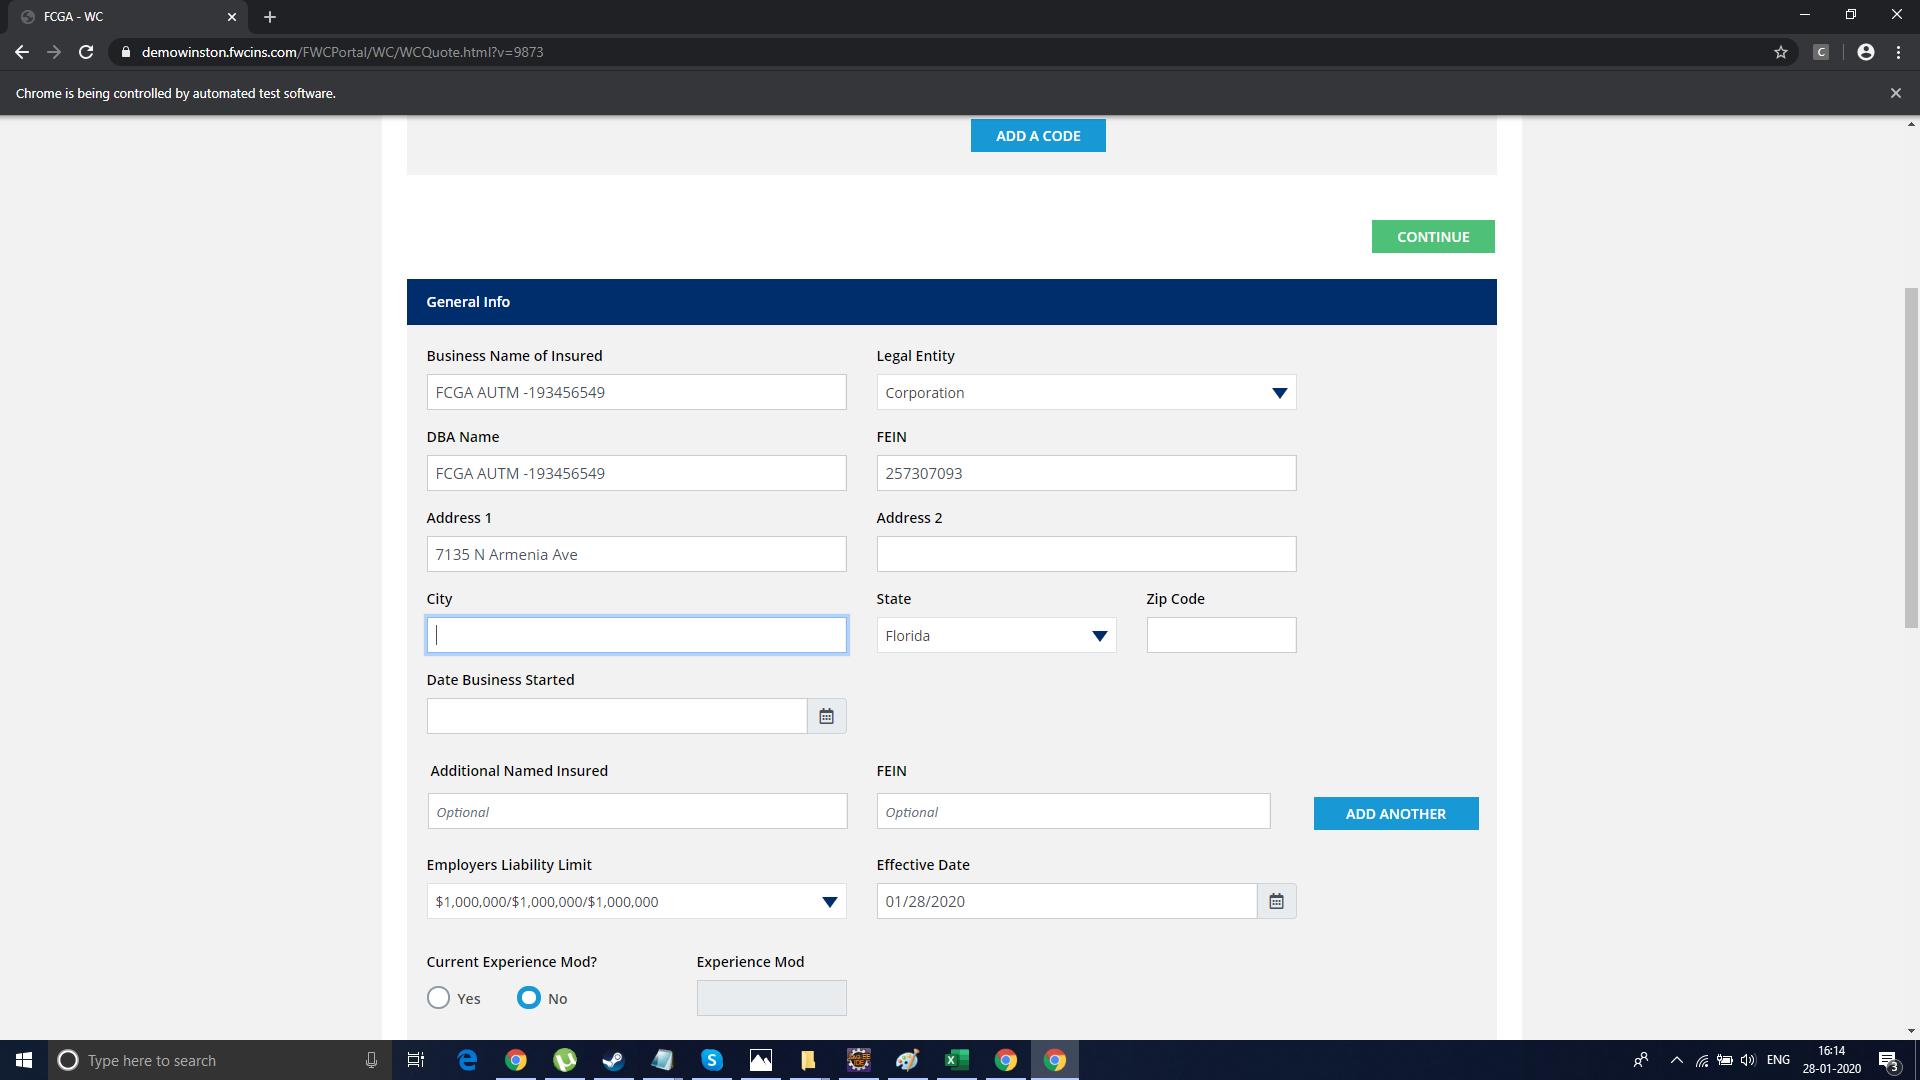 FCGA - WC
demowinston.fwcins.com/FWCPortal/WC/WCQuote.html?v=9873
C
Chrome is being controlled by automated test software.
ADD A CODE
CONTINUE
General Info
Business Name of Insured
Legal Entity
FCGA AUTM -193456549
Corporation
DBA Name
FEIN
FCGA AUTM -193456549
257307093
Address 1
Address 2
7135 N Armenia Ave
City
State
Zip Code
Florida
Date Business Started
Additional Named Insured
FEIN
Optional
Optional
ADD ANOTHER
Employers Liability Limit
Effective Date
$1,000,000/$1,000,000/$1,000,000
01/28/2020
Current Experience Mod?
Experience Mod
Yes
No
Type here to search
ENG
16:14
28-01-2020
3